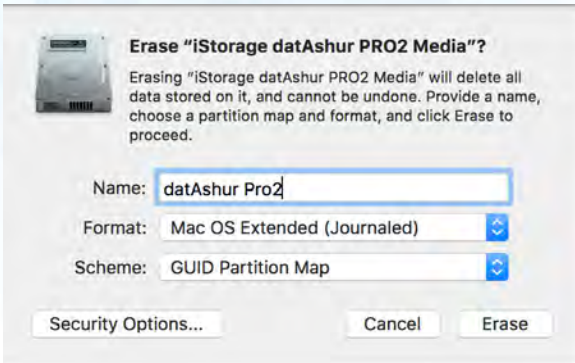 Erase “iStorage datAshur PRO2 Media”?
Erasing “iStorage datAshur PRO2 Media” will delete all
data stored on it, and cannot be undone. Provide a name,
choose a partition map and format, and click Erase to
proceed.
Name: datAshur Pro2
Format: Mac OS Extended (Journaled)
Scheme: GUID Partition Map
Security Options... Cancel Erase